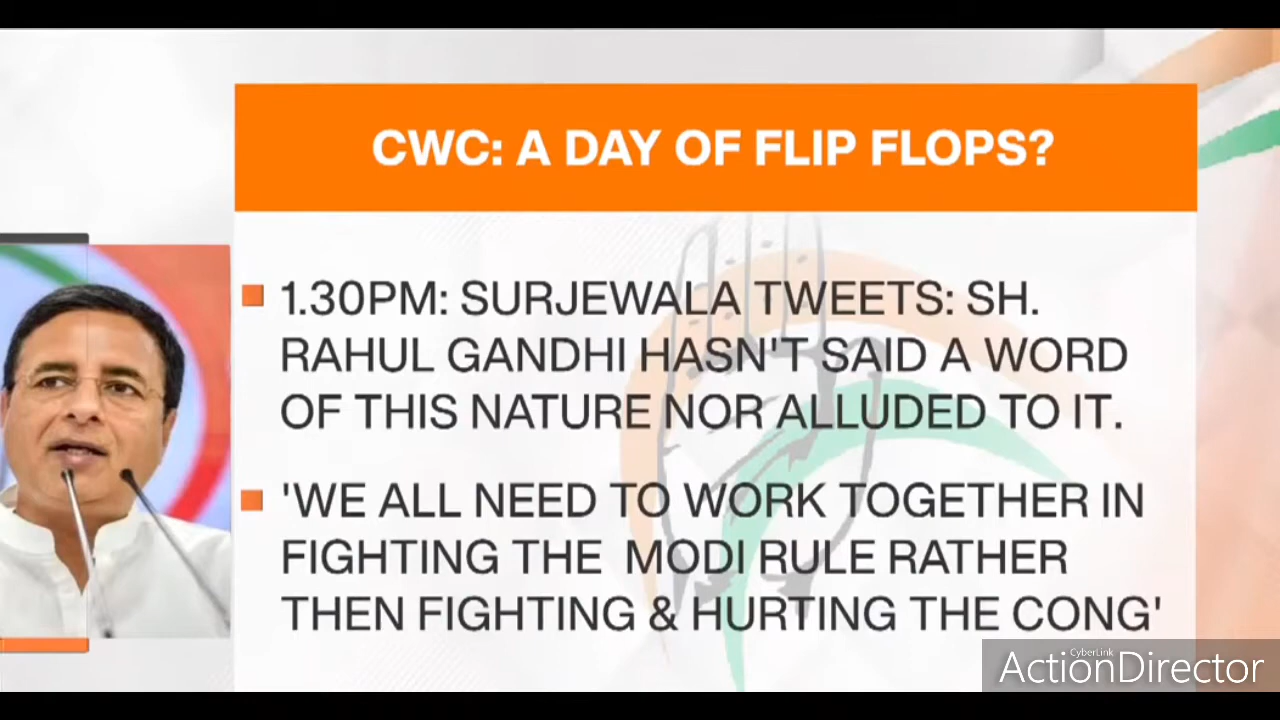 CWC: A DAY OF FLIP FLOPS?
1.30PM: SURJEWALA TWEETS: SH.
RAHUL GANDHI HASN'T SAID A WORD
OF THIS NATURE NOR ALLUDED TO IT.
'WE ALL NEED TO WORK TOGETHER IN
FIGHTING THE MODI RULE RATHER
THEN FIGHTING & HURTING THE CONG'
CyberLink
ActionDirector